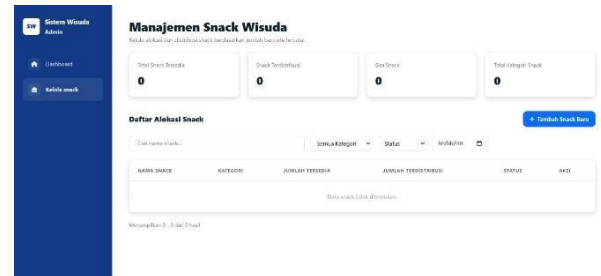 SW
Sistem Wisuda
Admin
Dashboard
Kelola snack
Manajemen Snack Wisuda
Kelola alokasi dan distribusi snack berdasarkan jumlah barcode tercatat.
Total Snack Tersedia
0
Snack Terdistribusi
0
Sisa Snack
0
Total Kategori Snack
0
Daftar Alokasi Snack
+ Tambah Snack Baru
Cari nama snack...
Semua Kategori
Status
NAMA SNACK KATEGORI JUMLAH TERSEDIA JUMLAH TERDISTRIBUSI STATUS AKSI
Data snack tidak ditemukan.
Menampilkan 0 - 0 dari 0 hasil